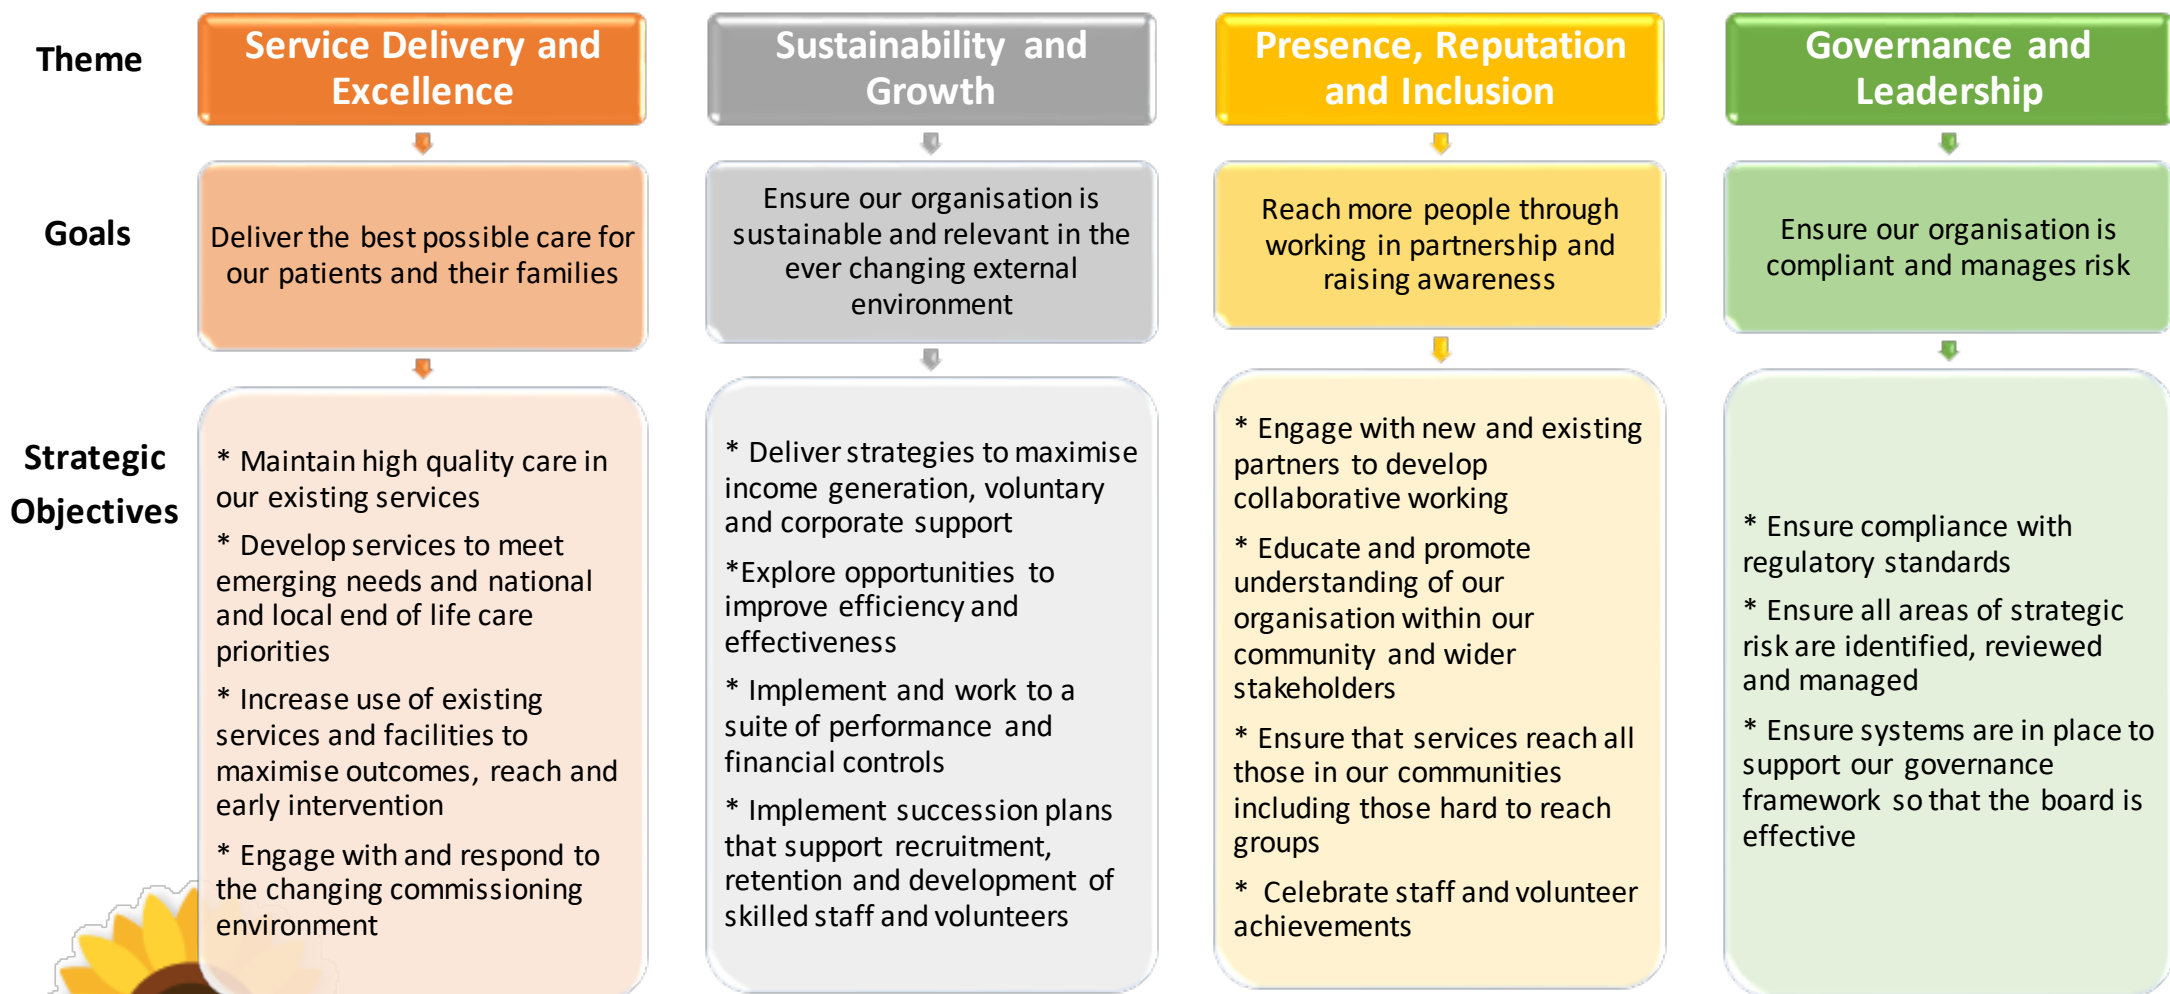 Theme
Service Delivery and
Excellence
Sustainability and
Growth
Presence, Reputation
and Inclusion
Governance and
Leadership
Goals
Deliver the best possible care for
our patients and their families
Ensure our organisation is
sustainable and relevant in the
ever changing external
environment
Reach more people through
working in partnership and
raising awareness
Ensure our organisation is
compliant and manages risk
Strategic
Objectives
* Maintain high quality care in
our existing services
* Develop services to meet
emerging needs and national
and local end of life care
priorities
* Increase use of existing
services and facilities to
maximise outcomes, reach and
early intervention
* Engage with and respond to
the changing commissioning
environment
* Deliver strategies to maximise
income generation, voluntary
and corporate support
*Explore opportunities to
improve efficiency and
effectiveness
* Implement and work to a
suite of performance and
financial controls
* Implement succession plans
that support recruitment,
retention and development of
skilled staff and volunteers
* Engage with new and existing
partners to develop
collaborative working
* Educate and promote
understanding of our
organisation within our
community and wider
stakeholders
* Ensure that services reach all
those in our communities
including those hard to reach
groups
* Celebrate staff and volunteer
achievements
* Ensure compliance with
regulatory standards
* Ensure all areas of strategic
risk are identified, reviewed
and managed
* Ensure systems are in place to
support our governance
framework so that the board is
effective